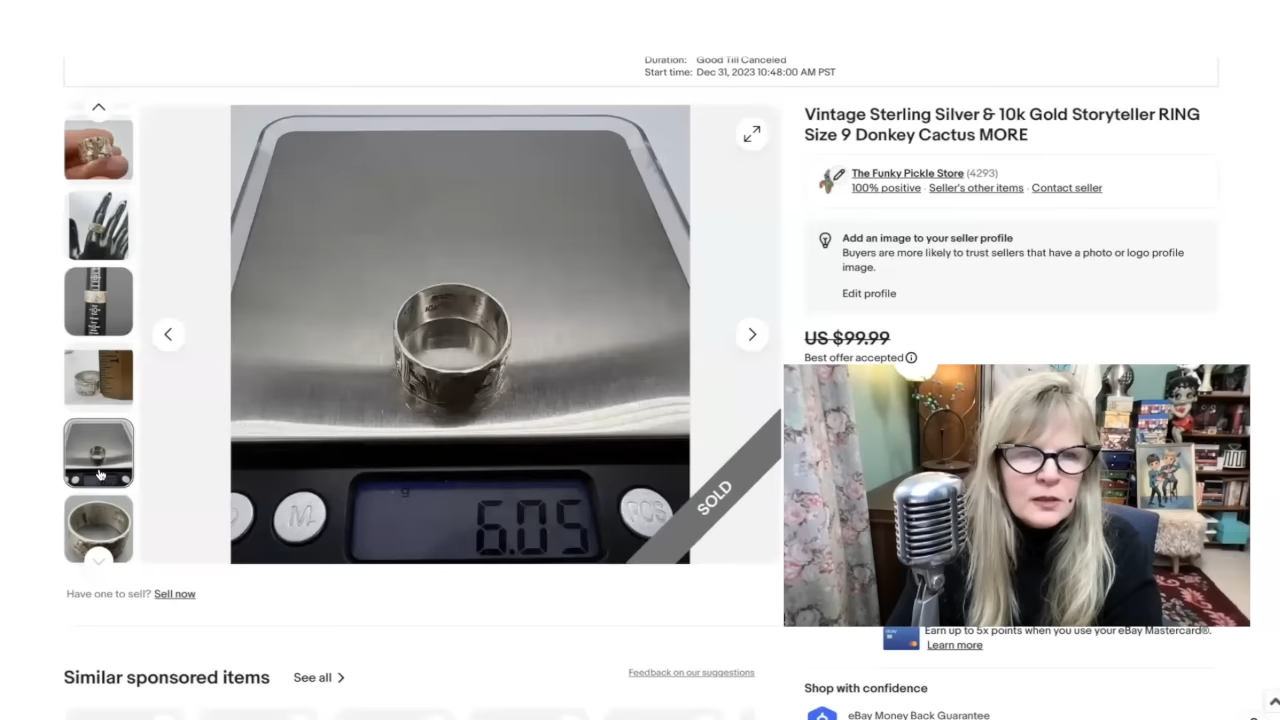 Duration: Good Till Canceled
Start time: Dec 31, 2023 10:48:00 AM PST
Vintage Sterling Silver & 10k Gold Storyteller RING
Size 9 Donkey Cactus MORE
The Funky Pickle Store (4293)
100% positive · Seller's other items · Contact seller
Add an image to your seller profile
Buyers are more likely to trust sellers that have a photo or logo profile
image.
Edit profile
US $99.99
Best offer accepted
g
6.05
M
PCS
SOLD
Have one to sell? Sell now
Earn up to 5x points when you use your eBay Mastercard®.
Learn more
Similar sponsored items See all
Feedback on our suggestions
Shop with confidence
eBay Money Back Guarantee